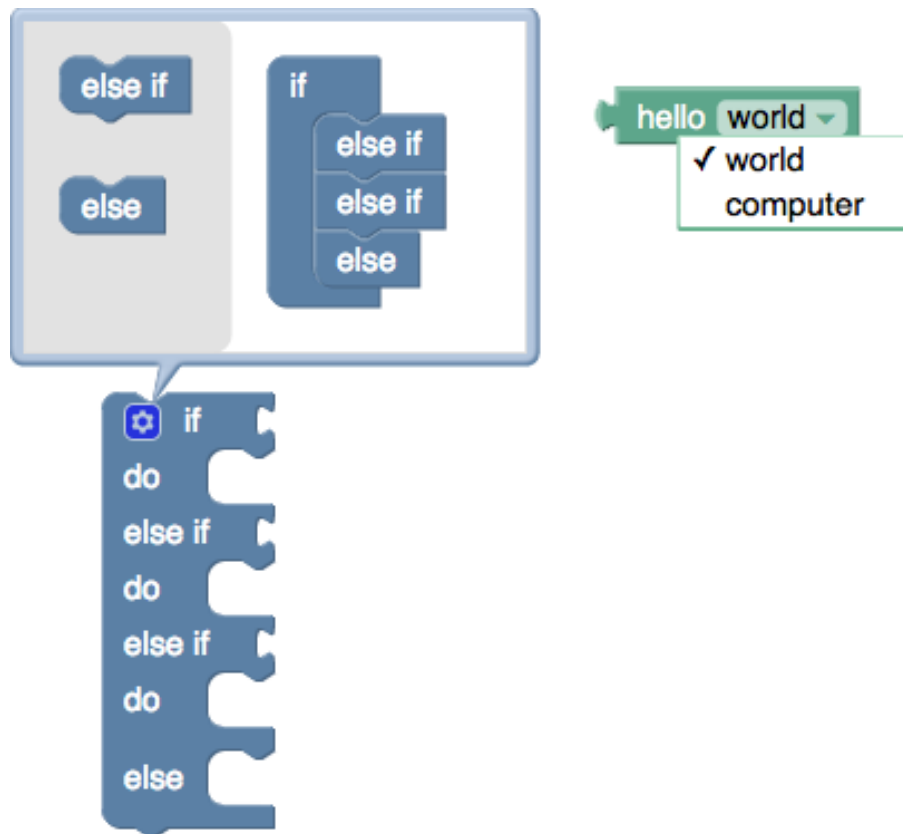 else if
else
if
else if
else if
else
hello world
✓ world
computer
if
do
else if
do
else if
do
else